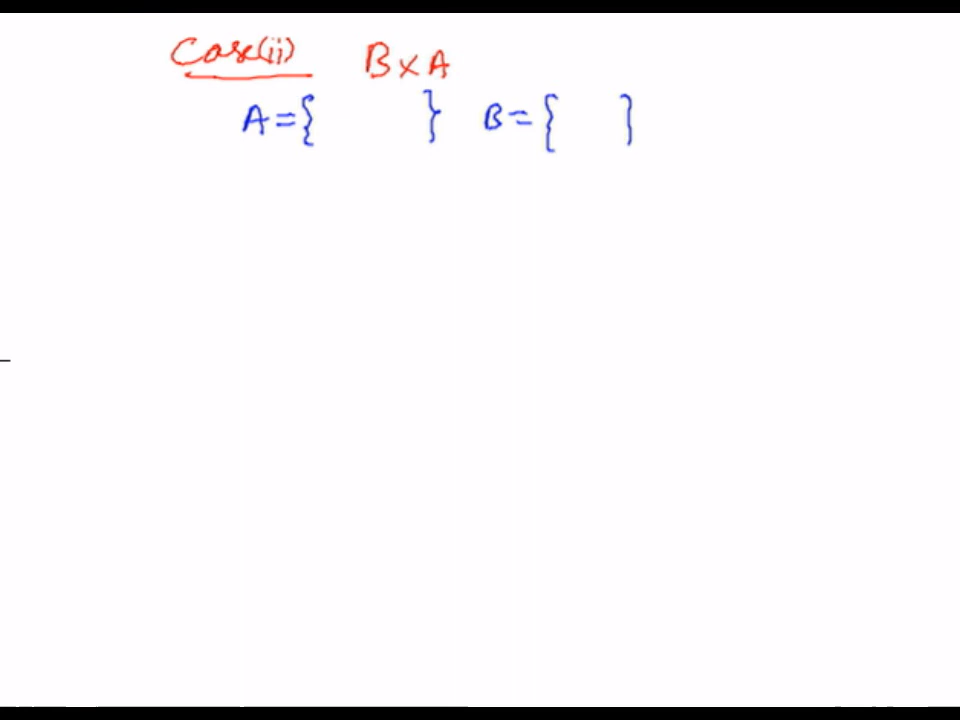 Case(ii) B×A
A={ } B={ }